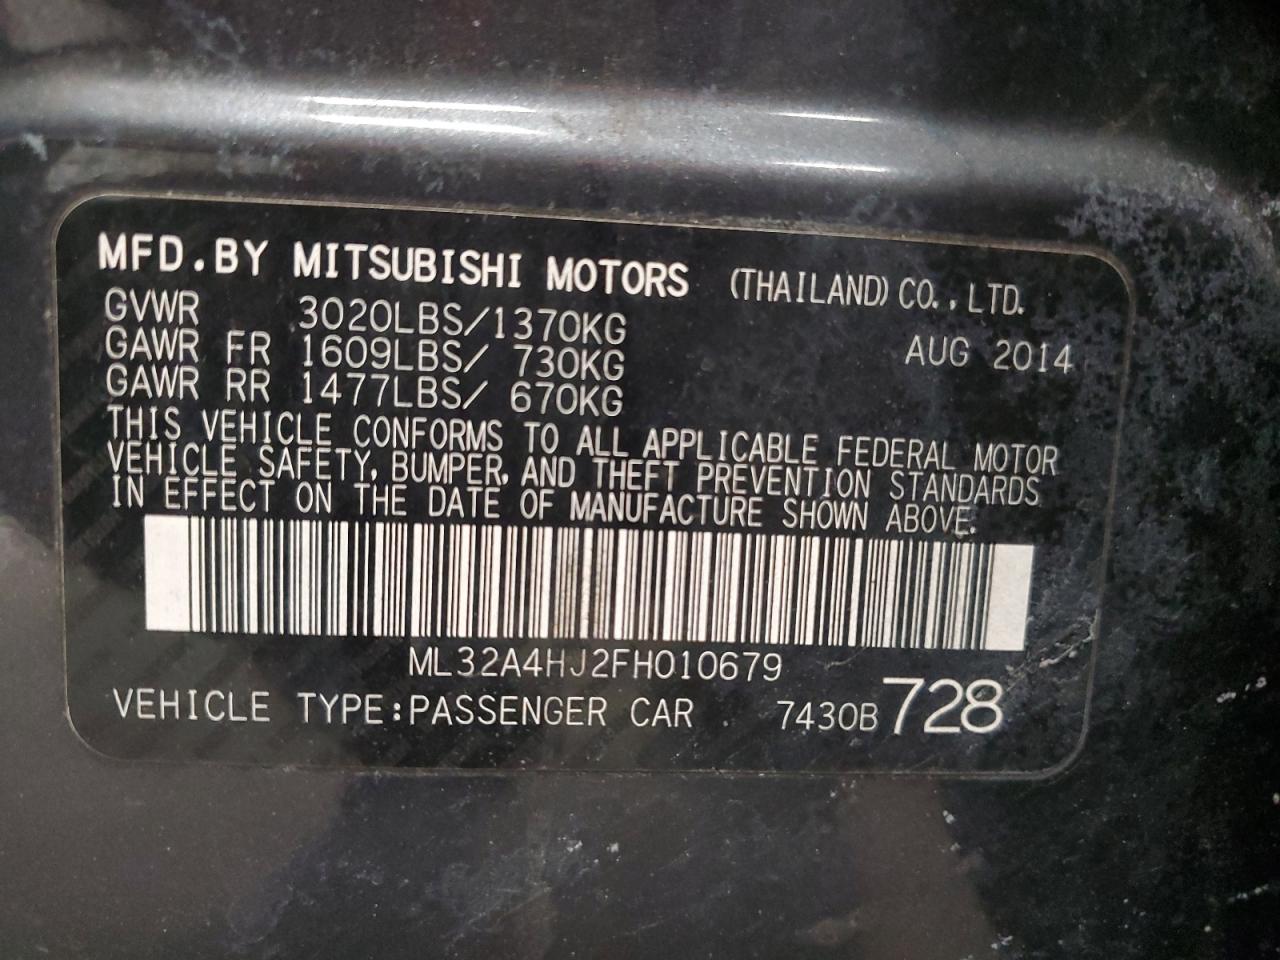 MFD.BY MITSUBISHI MOTORS (THAILAND) CO.,LTD.
GVWR 3020LBS/1370KG
GAWR FR 1609LBS/ 730KG AUG 2014
GAWR RR 1477LBS/ 670KG
THIS VEHICLE CONFORMS TO ALL APPLICABLE FEDERAL MOTOR
VEHICLE SAFETY, BUMPER, AND THEFT PREVENTION STANDARDS
IN EFFECT ON THE DATE OF MANUFACTURE SHOWN ABOVE.
ML32A4HJ2FH010679
VEHICLE TYPE:PASSENGER CAR 7430B 728